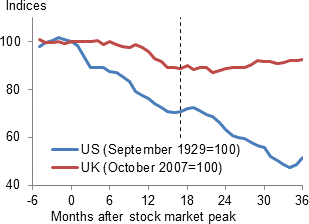 Indices
100
80
60
40
US (September 1929=100)
UK (October 2007=100)
-6 0 6 12 18 24 30 36
Months after stock market peak